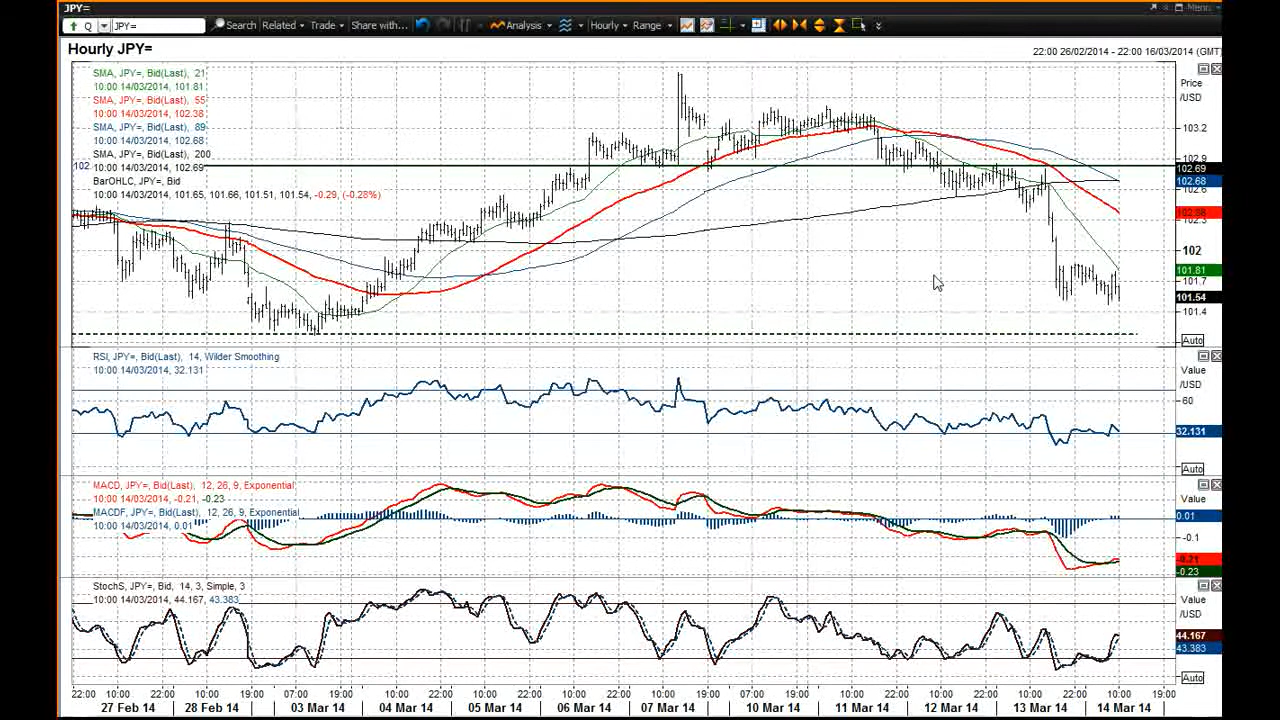 JPY=
Menu
Q JPY= Search Related Trade Share with... Analysis Hourly Range
Hourly JPY=
22:00 26/02/2014 - 22:00 16/03/2014 (GMT)
SMA, JPY=, Bid(Last), 21
10:00 14/03/2014, 101.81
SMA, JPY=, Bid(Last), 55
10:00 14/03/2014, 102.38
SMA, JPY=, Bid(Last), 89
10:00 14/03/2014, 102.68
SMA, JPY=, Bid(Last), 200
10:00 14/03/2014, 102.69
BarOHLC, JPY=, Bid
10:00 14/03/2014, 101.65, 101.66, 101.51, 101.54, -0.29, (-0.28%)
102
Price
/USD
103.2
102.9
102.69
102.68
102.6
102.38
102.3
102
101.81
101.7
101.54
101.4
Auto
RSI, JPY=, Bid(Last), 14, Wilder Smoothing
10:00 14/03/2014, 32.131
Value
/USD
60
32.131
Auto
MACD, JPY=, Bid(Last), 12, 26, 9, Exponential
10:00 14/03/2014, -0.21, -0.23
MACDF, JPY=, Bid(Last), 12, 26, 9, Exponential
10:00 14/03/2014, 0.01
Value
/USD
0.01
-0.1
-0.21
-0.23
StochS, JPY=, Bid, 14, 3, Simple, 3
10:00 14/03/2014, 44.167, 43.383
Value
/USD
44.167
43.383
Auto
22:00 10:00 22:00 10:00 19:00 07:00 19:00 10:00 22:00 10:00 22:00 10:00 22:00 10:00 19:00 10:00 22:00 10:00 22:00 10:00 22:00 10:00 22:00 10:00 19:00
27 Feb 14 28 Feb 14 03 Mar 14 04 Mar 14 05 Mar 14 06 Mar 14 07 Mar 14 10 Mar 14 11 Mar 14 12 Mar 14 13 Mar 14 14 Mar 14